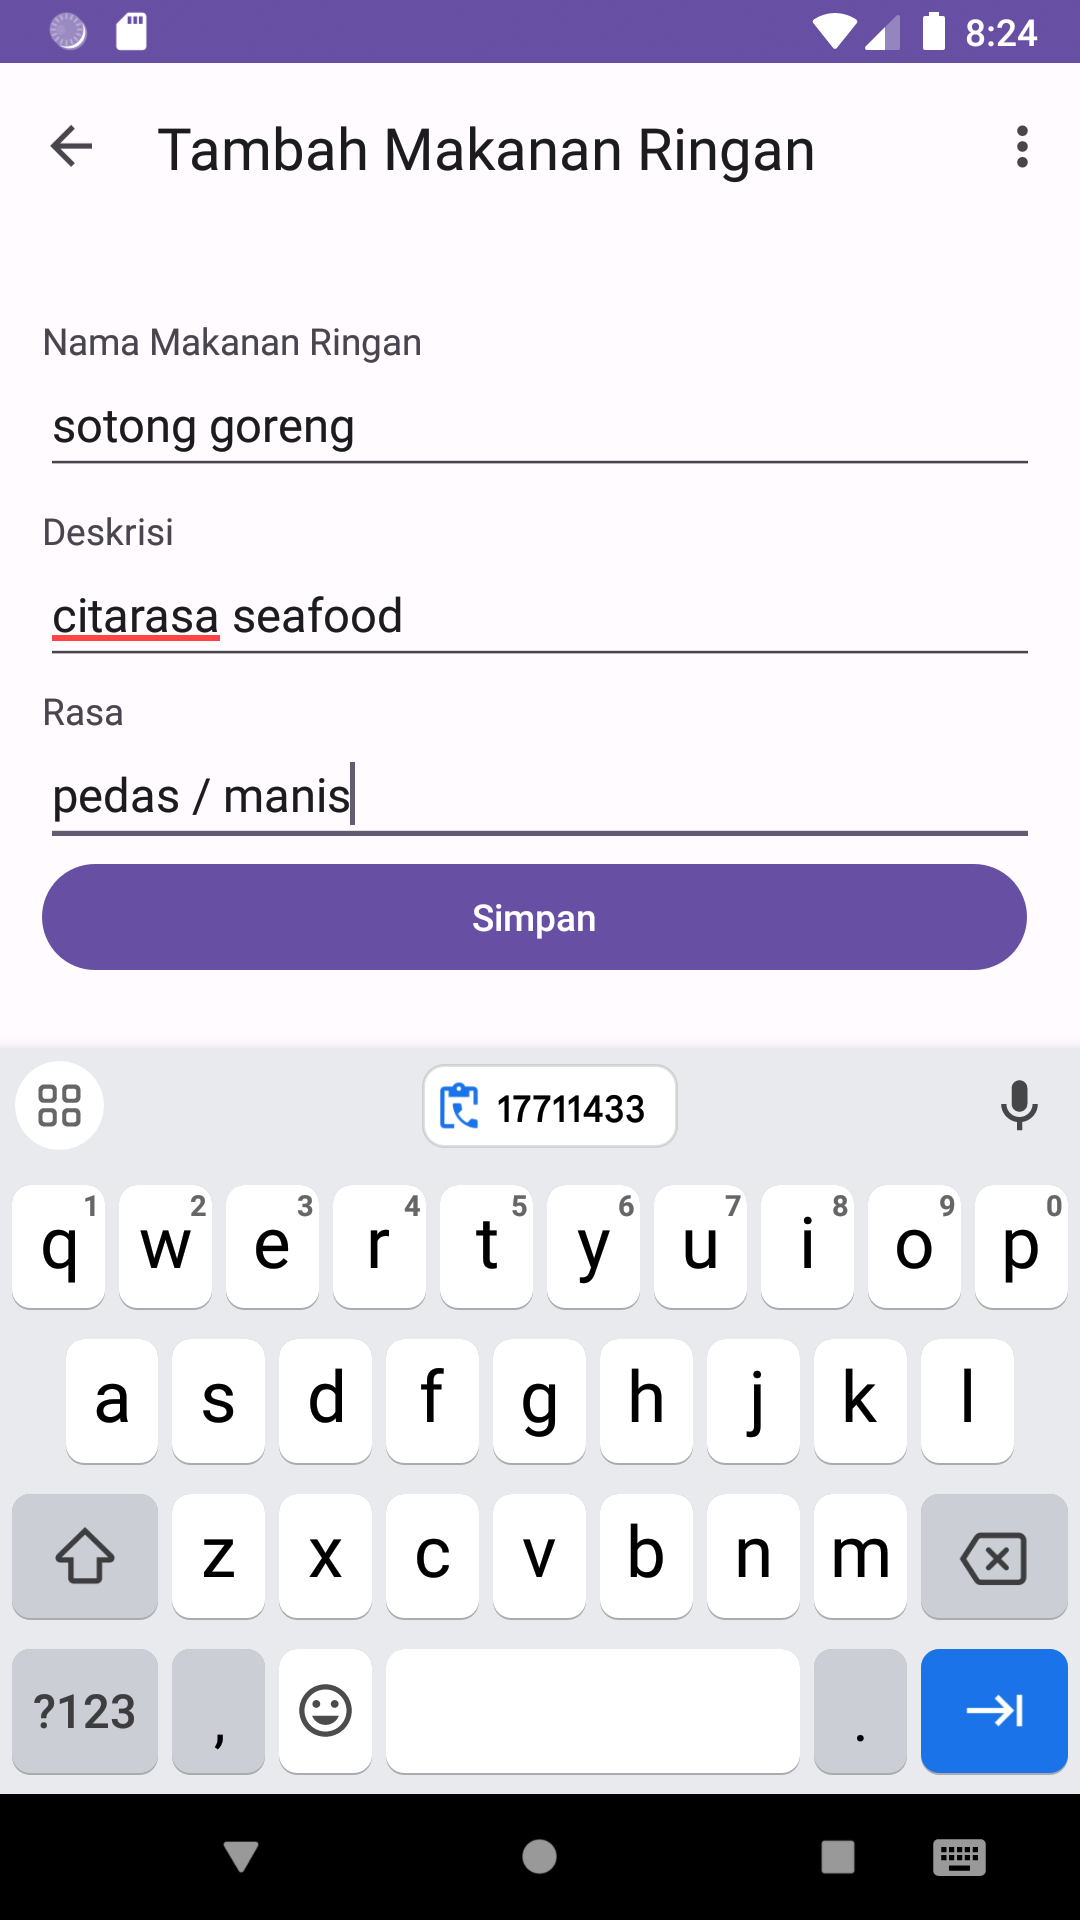 8:24
Tambah Makanan Ringan
Nama Makanan Ringan
sotong goreng
Deskrisi
citarasa seafood
Rasa
pedas / manis
Simpan
17711433
q 1 w 2 e 3 r 4 t 5 y 6 u 7 i 8 o 9 p 0
a s d f g h j k l
z x c v b n m
?123 , .